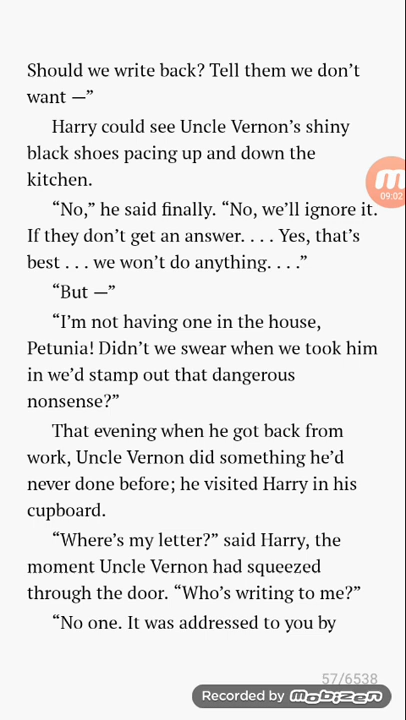 Should we write back? Tell them we don’t
want —”
Harry could see Uncle Vernon’s shiny
black shoes pacing up and down the
kitchen.
“No,” he said finally. “No, we’ll ignore it.
If they don’t get an answer. . . . Yes, that’s
best . . . we won’t do anything. . . .”
“But —”
“I’m not having one in the house,
Petunia! Didn’t we swear when we took him
in we’d stamp out that dangerous
nonsense?”
That evening when he got back from
work, Uncle Vernon did something he’d
never done before; he visited Harry in his
cupboard.
“Where’s my letter?” said Harry, the
moment Uncle Vernon had squeezed
through the door. “Who’s writing to me?”
“No one. It was addressed to you by
57/6538
09:02
Recorded by Mobizen